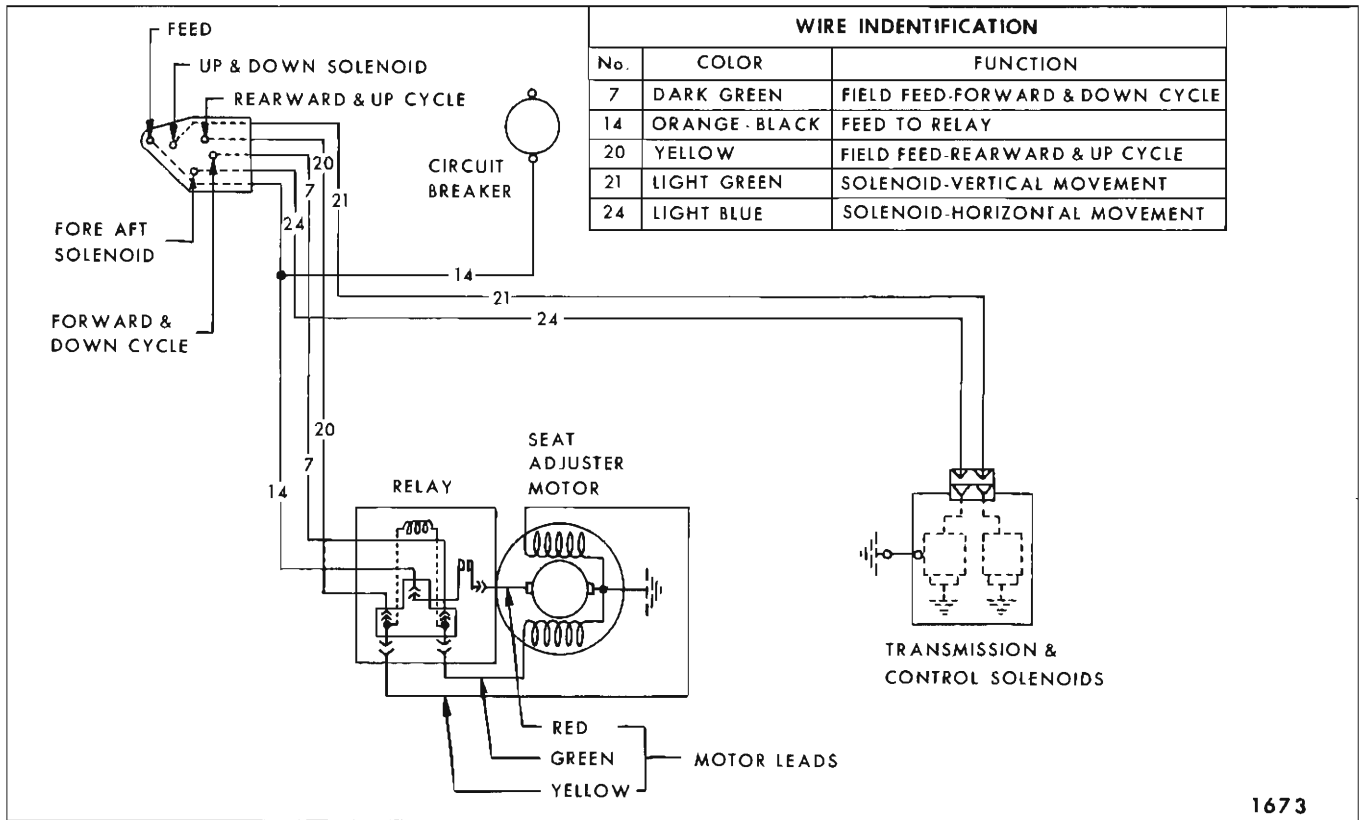 FEED
UP & DOWN SOLENOID
REARWARD & UP CYCLE
FORE AFT
SOLENOID
FORWARD &
DOWN CYCLE
20
7
21
24
CIRCUIT
BREAKER
WIRE INDENTIFICATION
No. COLOR FUNCTION
7 DARK GREEN FIELD FEED-FORWARD & DOWN CYCLE
14 ORANGE-BLACK FEED TO RELAY
20 YELLOW FIELD FEED-REARWARD & UP CYCLE
21 LIGHT GREEN SOLENOID-VERTICAL MOVEMENT
24 LIGHT BLUE SOLENOID-HORIZONTAL MOVEMENT
14
21
24
20
7
14
RELAY
SEAT
ADJUSTER
MOTOR
TRANSMISSION &
CONTROL SOLENOIDS
RED
GREEN
YELLOW
MOTOR LEADS
1673